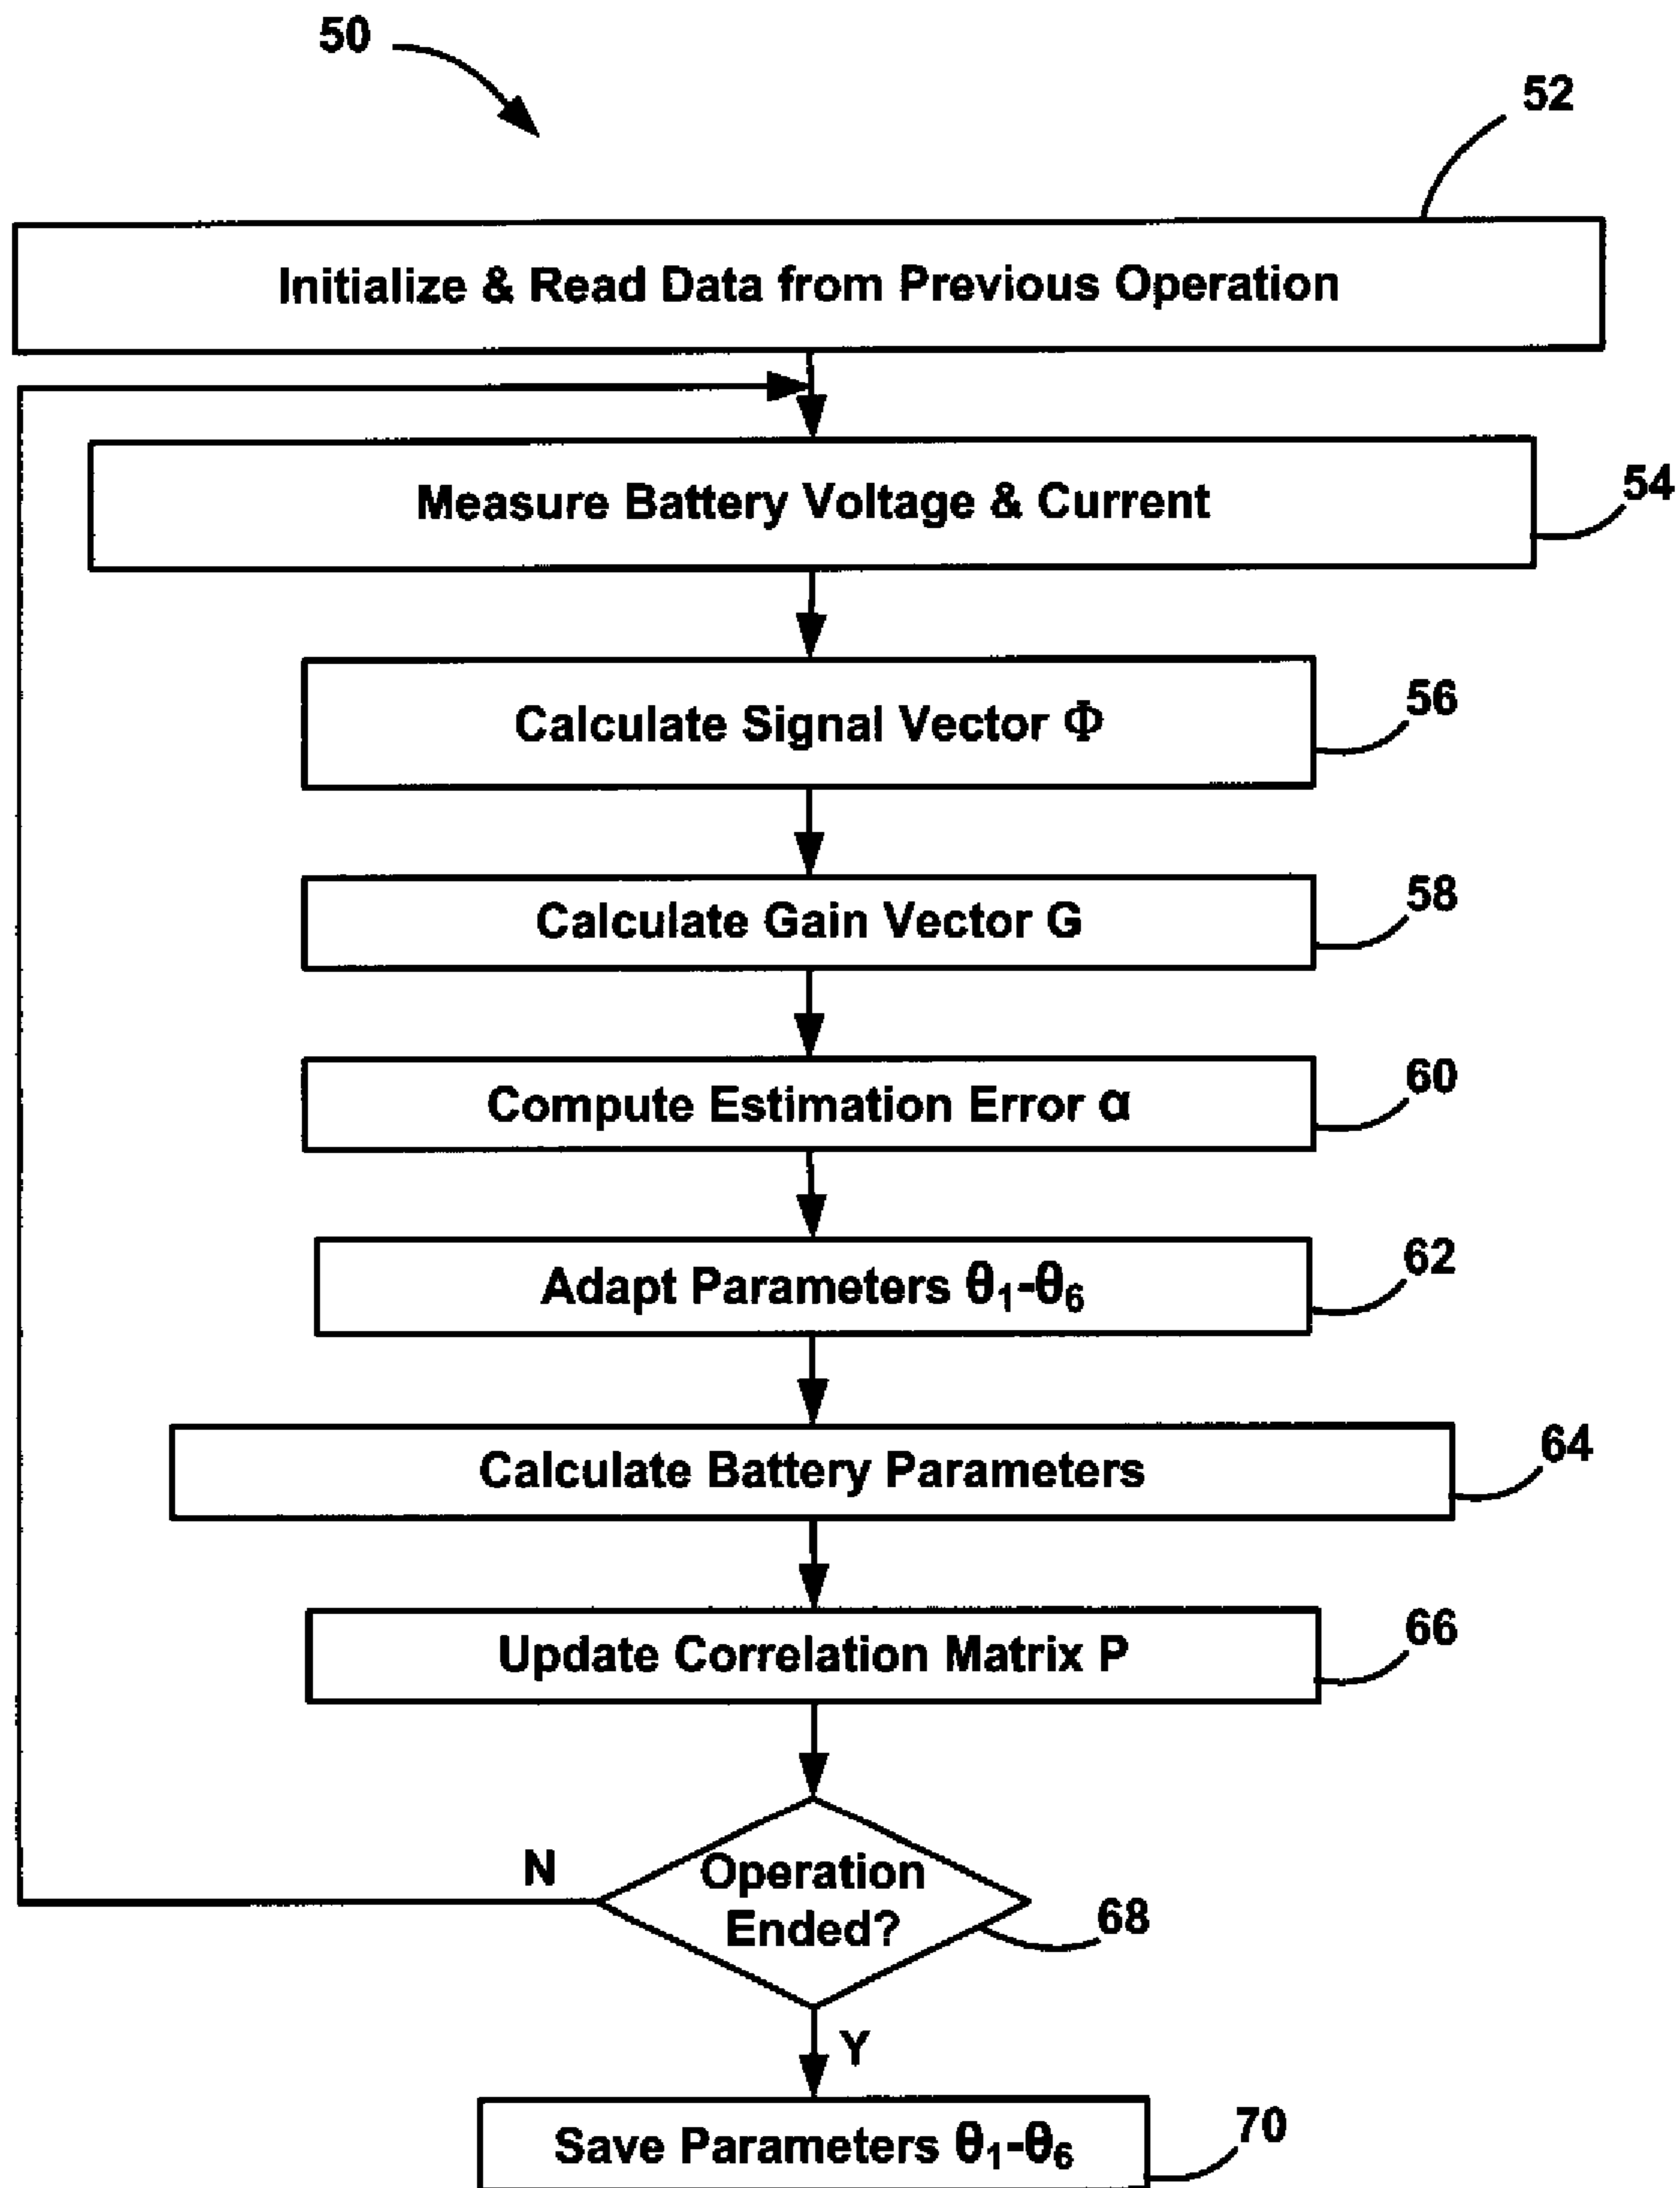 50
52
Initialize & Read Data from Previous Operation
Measure Battery Voltage & Current
54
Calculate Signal Vector Φ
56
Calculate Gain Vector G
58
Compute Estimation Error α
60
Adapt Parameters θ₁-θ₆
62
Calculate Battery Parameters
64
Update Correlation Matrix P
66
N
Operation
Ended?
68
Y
Save Parameters θ₁-θ₆
70